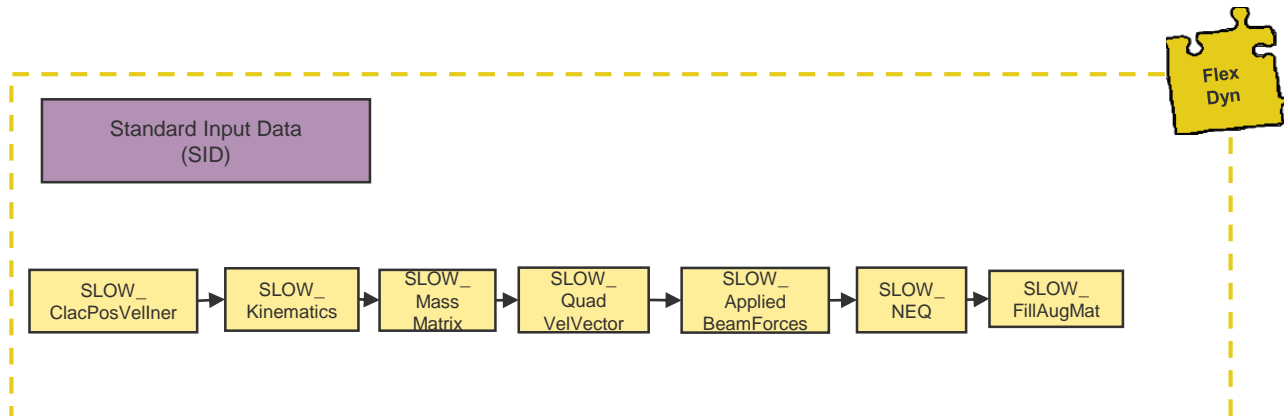 Flex
Dyn
Standard Input Data
(SID)
SLOW_
ClacPosVelIner
SLOW_
Kinematics
SLOW_
Mass
Matrix
SLOW_
Quad
VelVector
SLOW_
Applied
BeamForces
SLOW_
NEQ
SLOW_
FillAugMat